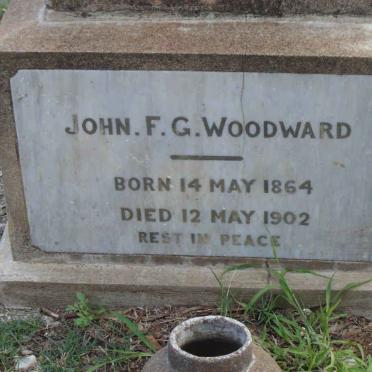 JOHN. F. G. WOODWARD
BORN 14 MAY 1864
DIED 12 MAY 1902
REST IN PEACE